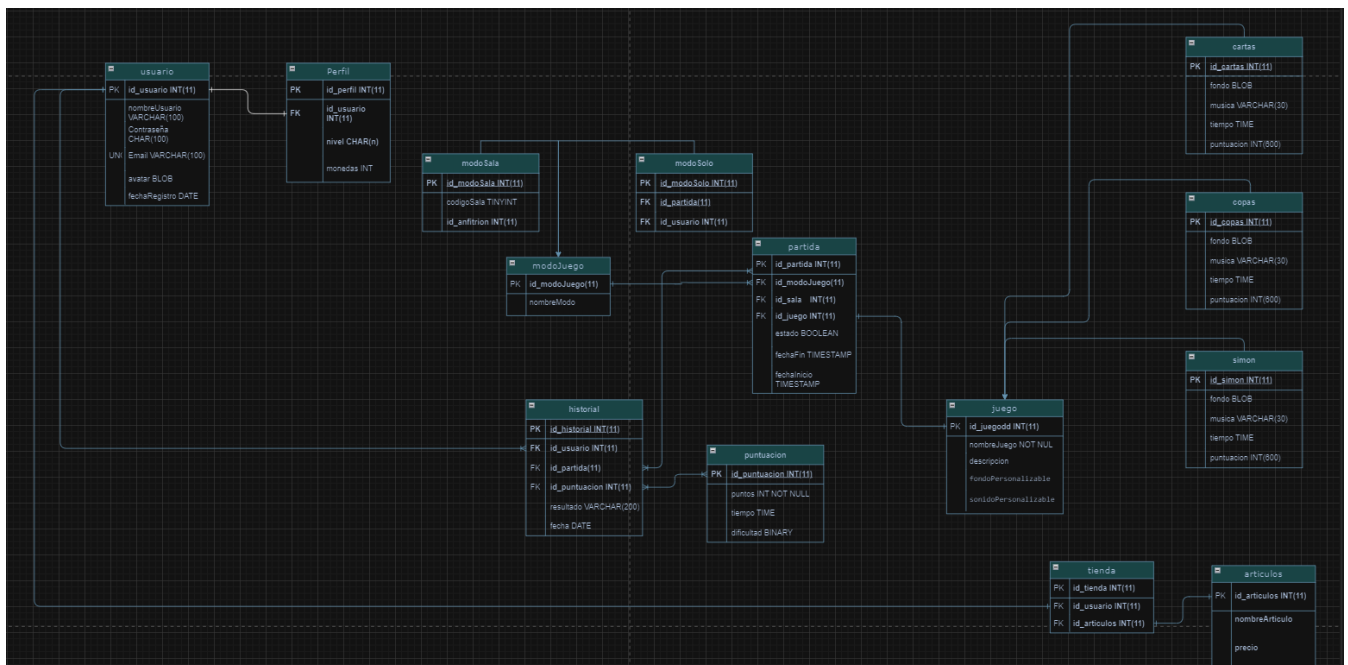 usuario
PK id_usuario INT(11)
nombreUsuario
VARCHAR(100)
Contraseña
CHAR(100)
UNI Email VARCHAR(100)
avatar BLOB
fechaRegistro DATE
Perfil
PK id_perfil INT(11)
FK id_usuario
INT(11)
nivel CHAR(n)
monedas INT
modoSala
PK id_modoSala INT(11)
codigoSala TINYINT
id_anfitrion INT(11)
modoSolo
PK id_modoSolo INT(11)
FK id_partida(11)
FK id_usuario INT(11)
modoJuego
PK id_modoJuego(11)
nombreModo
partida
PK id_partida INT(11)
FK id_modoJuego(11)
FK id_sala INT(11)
FK id_juego INT(11)
estado BOOLEAN
fechaFin TIMESTAMP
fechaInicio
TIMESTAMP
cartas
PK id_cartas INT(11)
fondo BLOB
musica VARCHAR(30)
tiempo TIME
puntuacion INT(600)
copas
PK id_copas INT(11)
fondo BLOB
musica VARCHAR(30)
tiempo TIME
puntuacion INT(600)
simon
PK id_simon INT(11)
fondo BLOB
musica VARCHAR(30)
tiempo TIME
puntuacion INT(600)
historial
PK id_historial INT(11)
FK id_usuario INT(11)
FK id_partida(11)
FK id_puntuacion INT(11)
resultado VARCHAR(200)
fecha DATE
puntuacion
PK id_puntuacion INT(11)
puntos INT NOT NULL
tiempo TIME
dificultad BINARY
juego
PK id_juegodd INT(11)
nombreJuego NOT NUL
descripcion
fondoPersonalizable
sonidoPersonalizable
tienda
PK id_tienda INT(11)
FK id_usuario INT(11)
FK id_articulos INT(11)
articulos
PK id_articulos INT(11)
nombreArticulo
precio